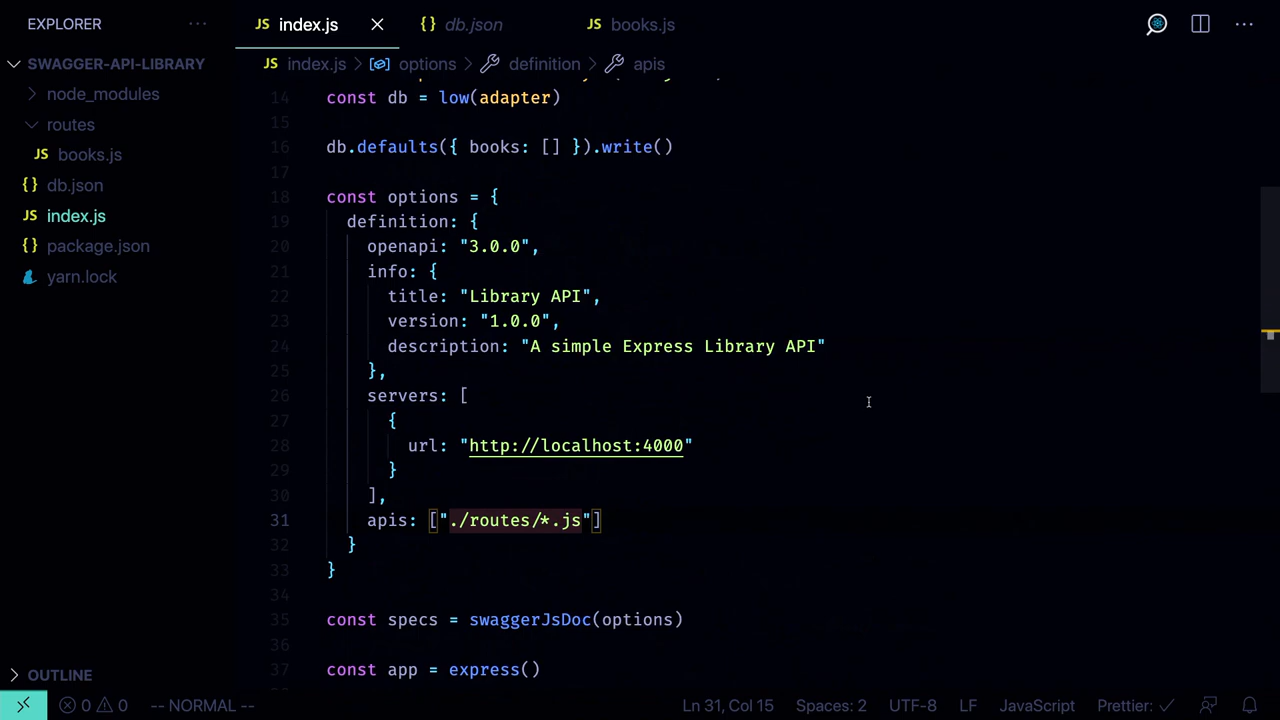 EXPLORER ···
SWAGGER-API-LIBRARY
node_modules
routes
JS books.js
{} db.json
JS index.js
{} package.json
yarn.lock
OUTLINE
JS index.js
{} db.json
JS books.js
JS index.js > options > definition > apis
14 const db = low(adapter)
15
16 db.defaults({ books: [] }).write()
17
18 const options = {
19 definition: {
20 openapi: "3.0.0",
21 info: {
22 title: "Library API",
23 version: "1.0.0",
24 description: "A simple Express Library API"
25 },
26 servers: [
27 {
28 url: "http://localhost:4000"
29 }
30 ],
31 apis: ["./routes/*.js"]
32 }
33 }
34
35 const specs = swaggerJsDoc(options)
36
37 const app = express()
0 0 -- NORMAL -- Ln 31, Col 15 Spaces: 2 UTF-8 LF JavaScript Prettier: ✓